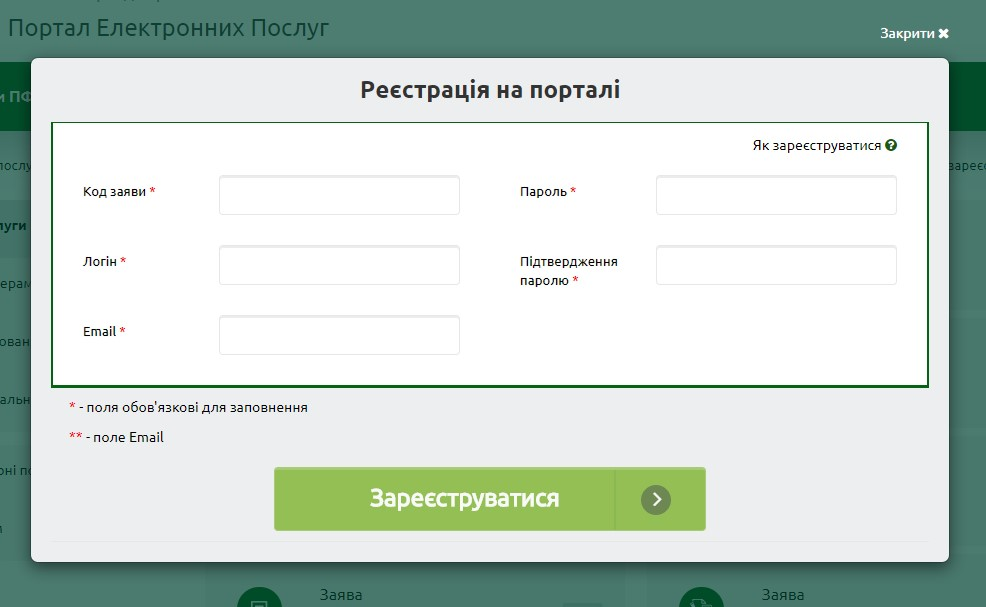 Портал Електронних Послуг
Закрити ✖
и ПФ
Реєстрація на порталі
Як зареєструватися
Код заяви *
Пароль *
Логін *
Підтвердження
паролю *
Email *
* - поля обов'язкові для заповнення
** - поле Email
Зареєструватися
Заява
Заява